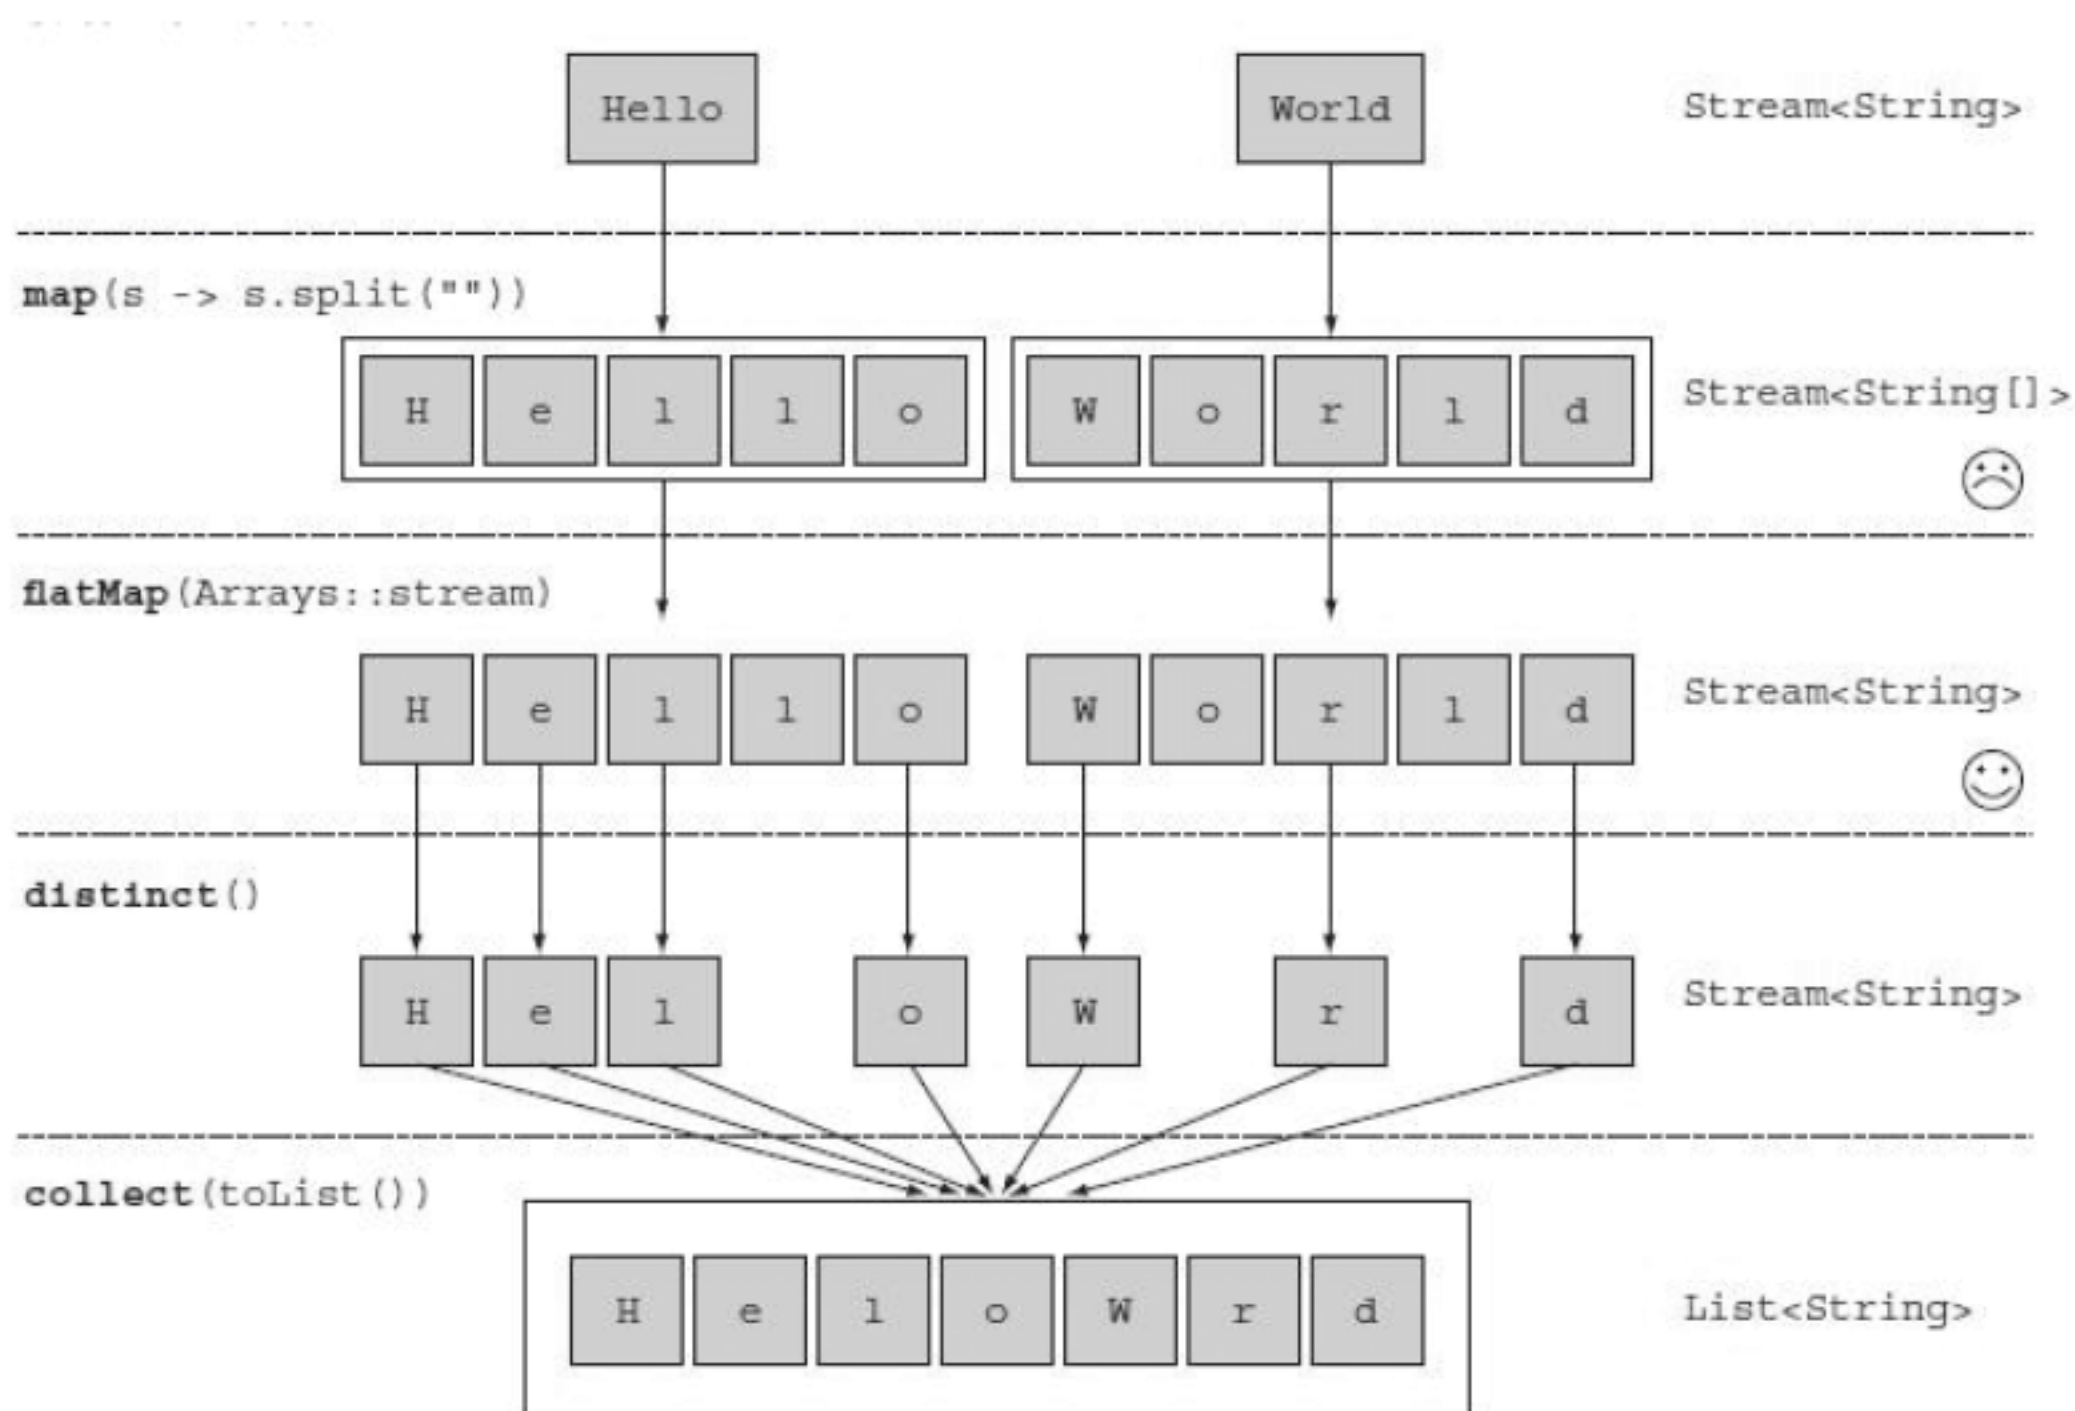 Hello World Stream<String>
map(s -> s.split(""))
H e l l o W o r l d Stream<String[]>
flatMap(Arrays::stream)
H e l l o W o r l d Stream<String>
distinct()
H e l o W r d Stream<String>
collect(toList())
H e l o W r d List<String>